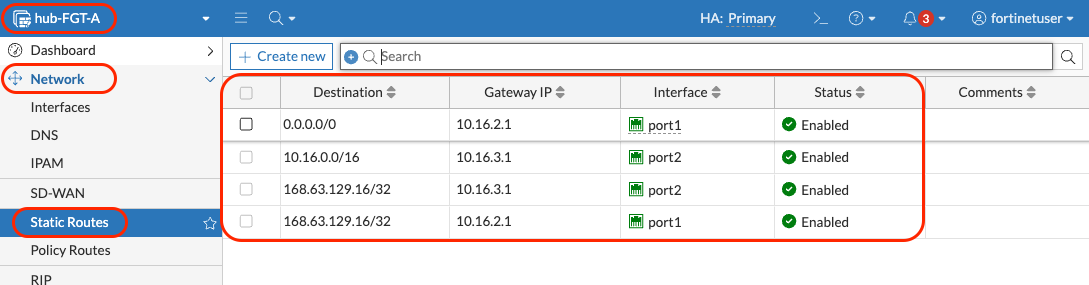 hub-FGT-A HA: Primary >_ 3 fortinetuser
Dashboard
Network
Interfaces
DNS
IPAM
SD-WAN
Static Routes
Policy Routes
RIP
+ Create new Search
Destination Gateway IP Interface Status Comments
0.0.0.0/0 10.16.2.1 port1 Enabled
10.16.0.0/16 10.16.3.1 port2 Enabled
168.63.129.16/32 10.16.3.1 port2 Enabled
168.63.129.16/32 10.16.2.1 port1 Enabled